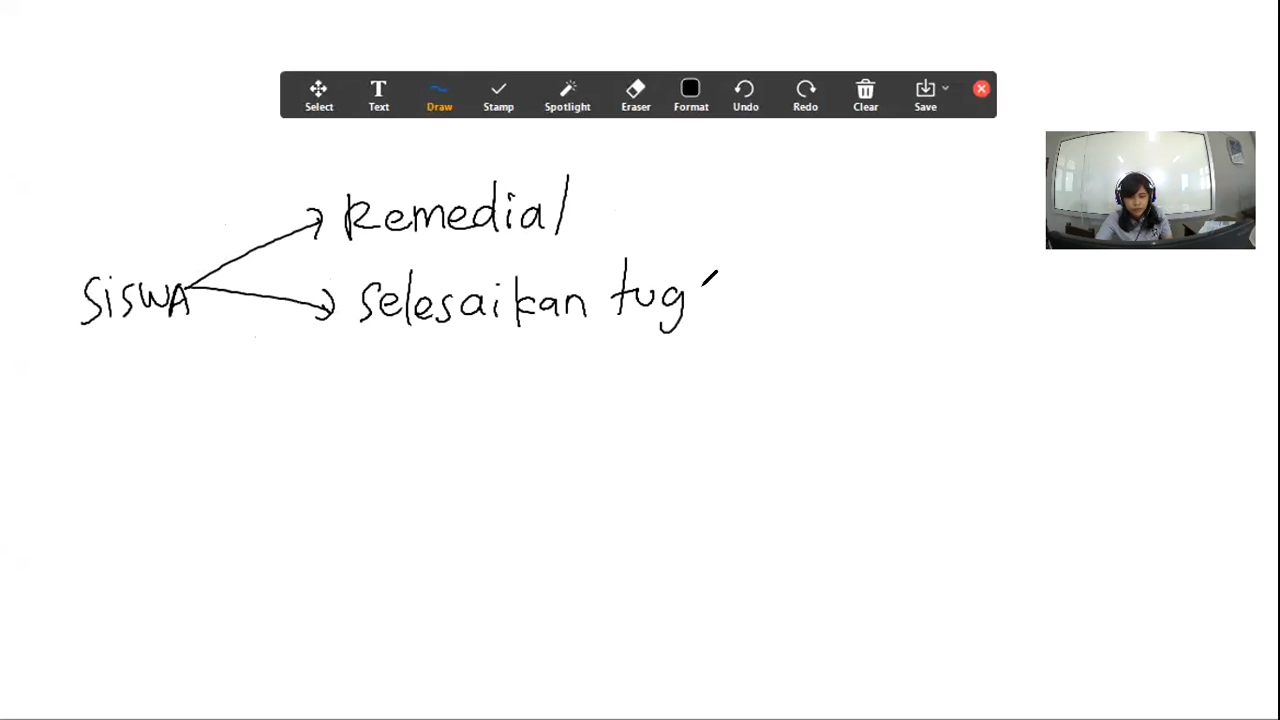 Select Text Draw Stamp Spotlight Eraser Format Undo Redo Clear Save
Remedial
SISWA
Selesaikan tug